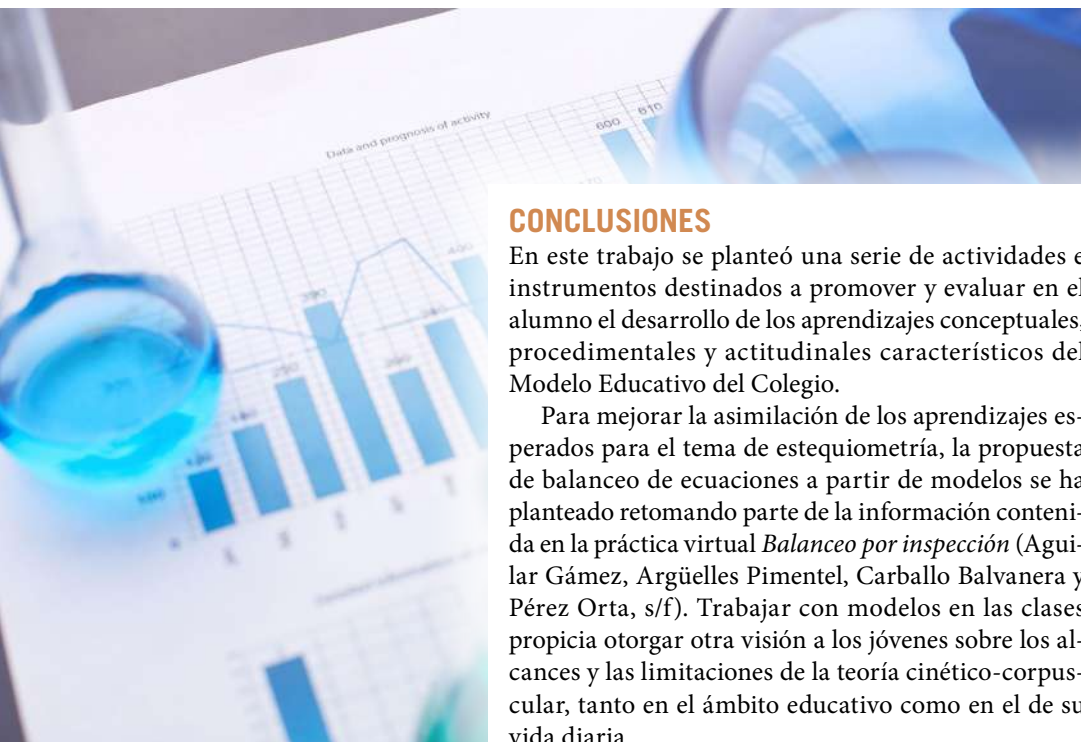 Data and prognosis of activity
600
610
CONCLUSIONES
En este trabajo se planteó una serie de actividades e
instrumentos destinados a promover y evaluar en el
alumno el desarrollo de los aprendizajes conceptuales,
procedimentales y actitudinales característicos del
Modelo Educativo del Colegio.
Para mejorar la asimilación de los aprendizajes es-
perados para el tema de estequiometría, la propuesta
de balanceo de ecuaciones a partir de modelos se ha
planteado retomando parte de la información conteni-
da en la práctica virtual Balanceo por inspección (Agui-
lar Gámez, Argüelles Pimentel, Carballo Balvanera y
Pérez Orta, s/f). Trabajar con modelos en las clases
propicia otorgar otra visión a los jóvenes sobre los al-
cances y las limitaciones de la teoría cinético-corpus-
cular, tanto en el ámbito educativo como en el de su
vida diaria.